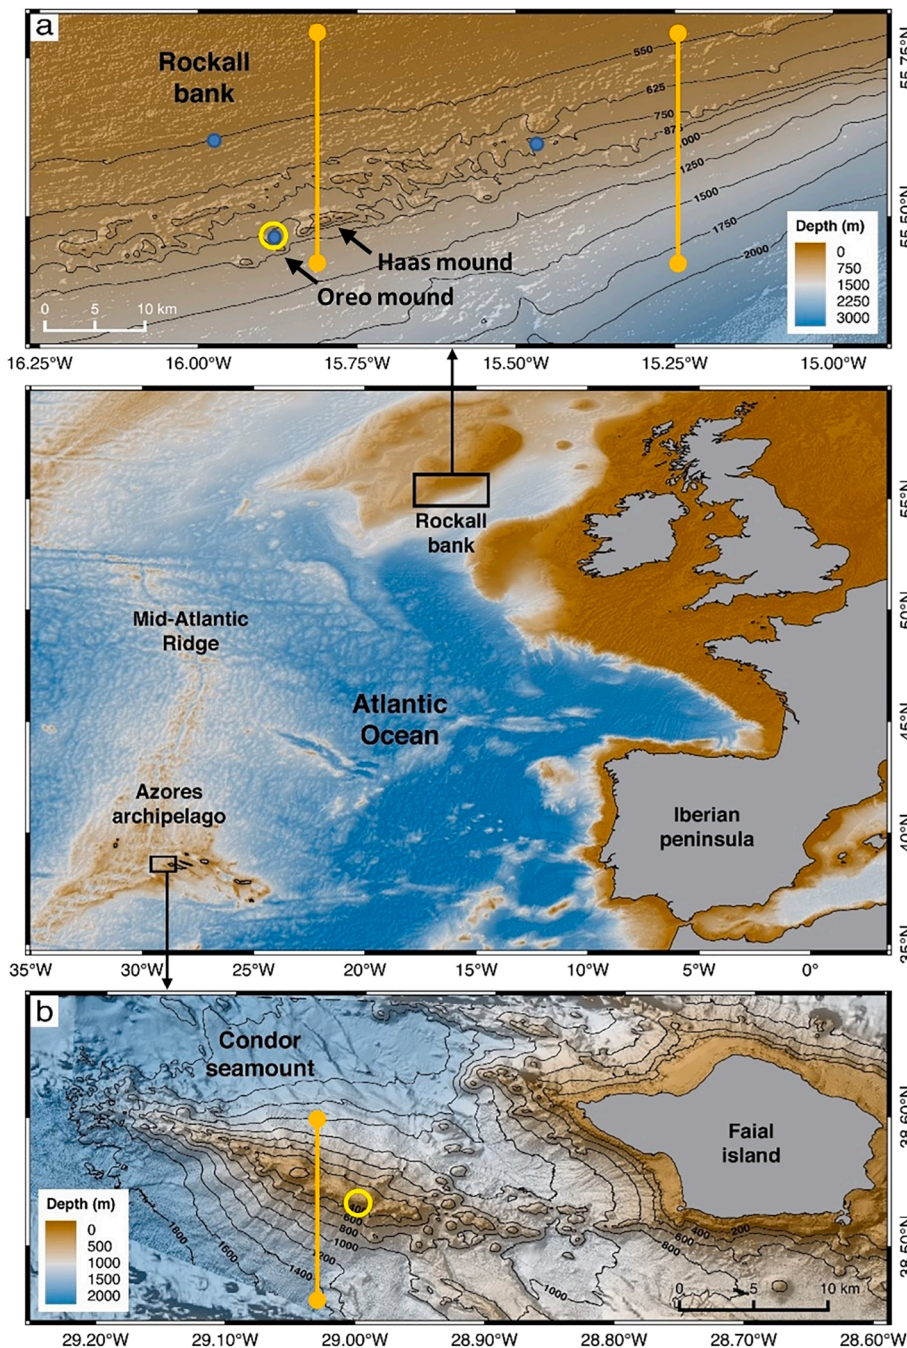 a
Rockall
bank
550
625
750
875
1000
1250
1500
1750
2000
Haas mound
Oreo mound
0 5 10 km
Depth (m)
0
750
1500
2250
3000
55.75°N
55.50°N
16.25°W 16.00°W 15.75°W 15.50°W 15.25°W 15.00°W
Rockall
bank
Mid-Atlantic
Ridge
Atlantic
Ocean
Azores
archipelago
Iberian
peninsula
55°N
50°N
45°N
40°N
35°N
35°W 30°W 25°W 20°W 15°W 10°W 5°W 0°
b
Condor
seamount
Faial
island
Depth (m)
0
500
1000
1500
2000
1800
1600
1400
1200
1000
800
600
1000
800
600
400
200
0 5 10 km
38.60°N
38.50°N
29.20°W 29.10°W 29.00°W 28.90°W 28.80°W 28.70°W 28.60°W